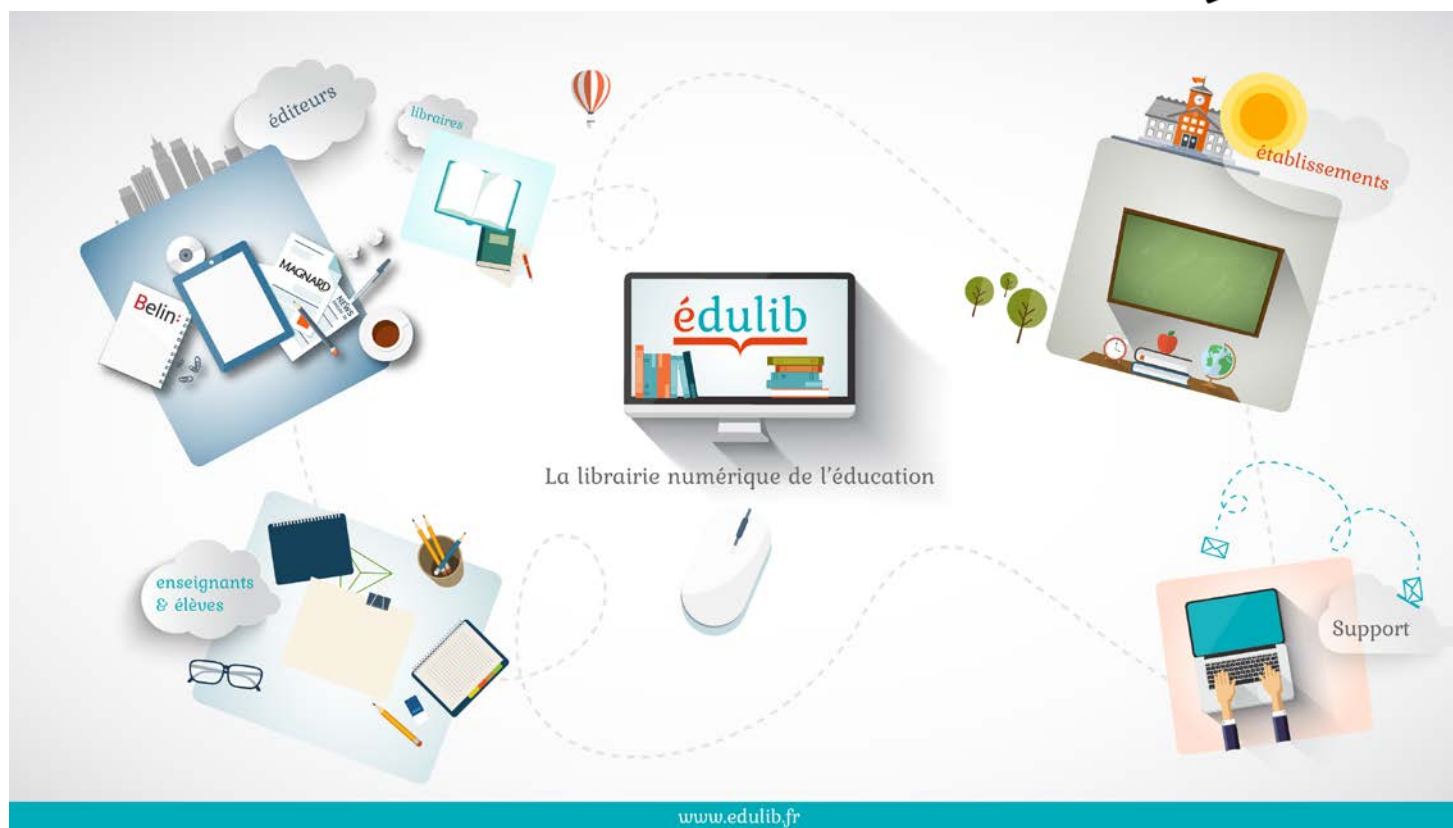 éditeurs
libraires
établissements
MAGNARD
NEWS
Belin:
édulib
La librairie numérique de l'éducation
enseignants
& élèves
Support
www.edulib.fr